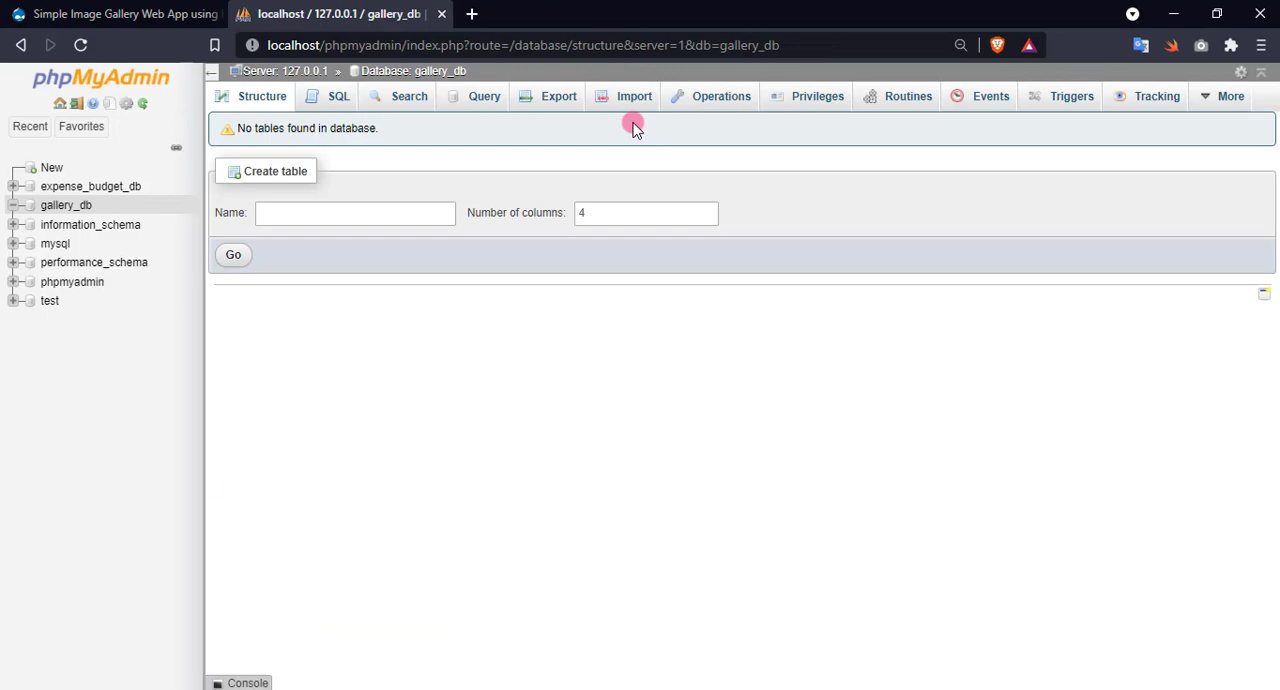 Simple Image Gallery Web App using
localhost / 127.0.0.1 / gallery_db
localhost/phpmyadmin/index.php?route=/database/structure&server=1&db=gallery_db
phpMyAdmin
Recent Favorites
New
expense_budget_db
gallery_db
information_schema
mysql
performance_schema
phpmyadmin
test
Server: 127.0.0.1 » Database: gallery_db
Structure SQL Search Query Export Import Operations Privileges Routines Events Triggers Tracking More
No tables found in database.
Create table
Name: Number of columns: 4
Go
Console